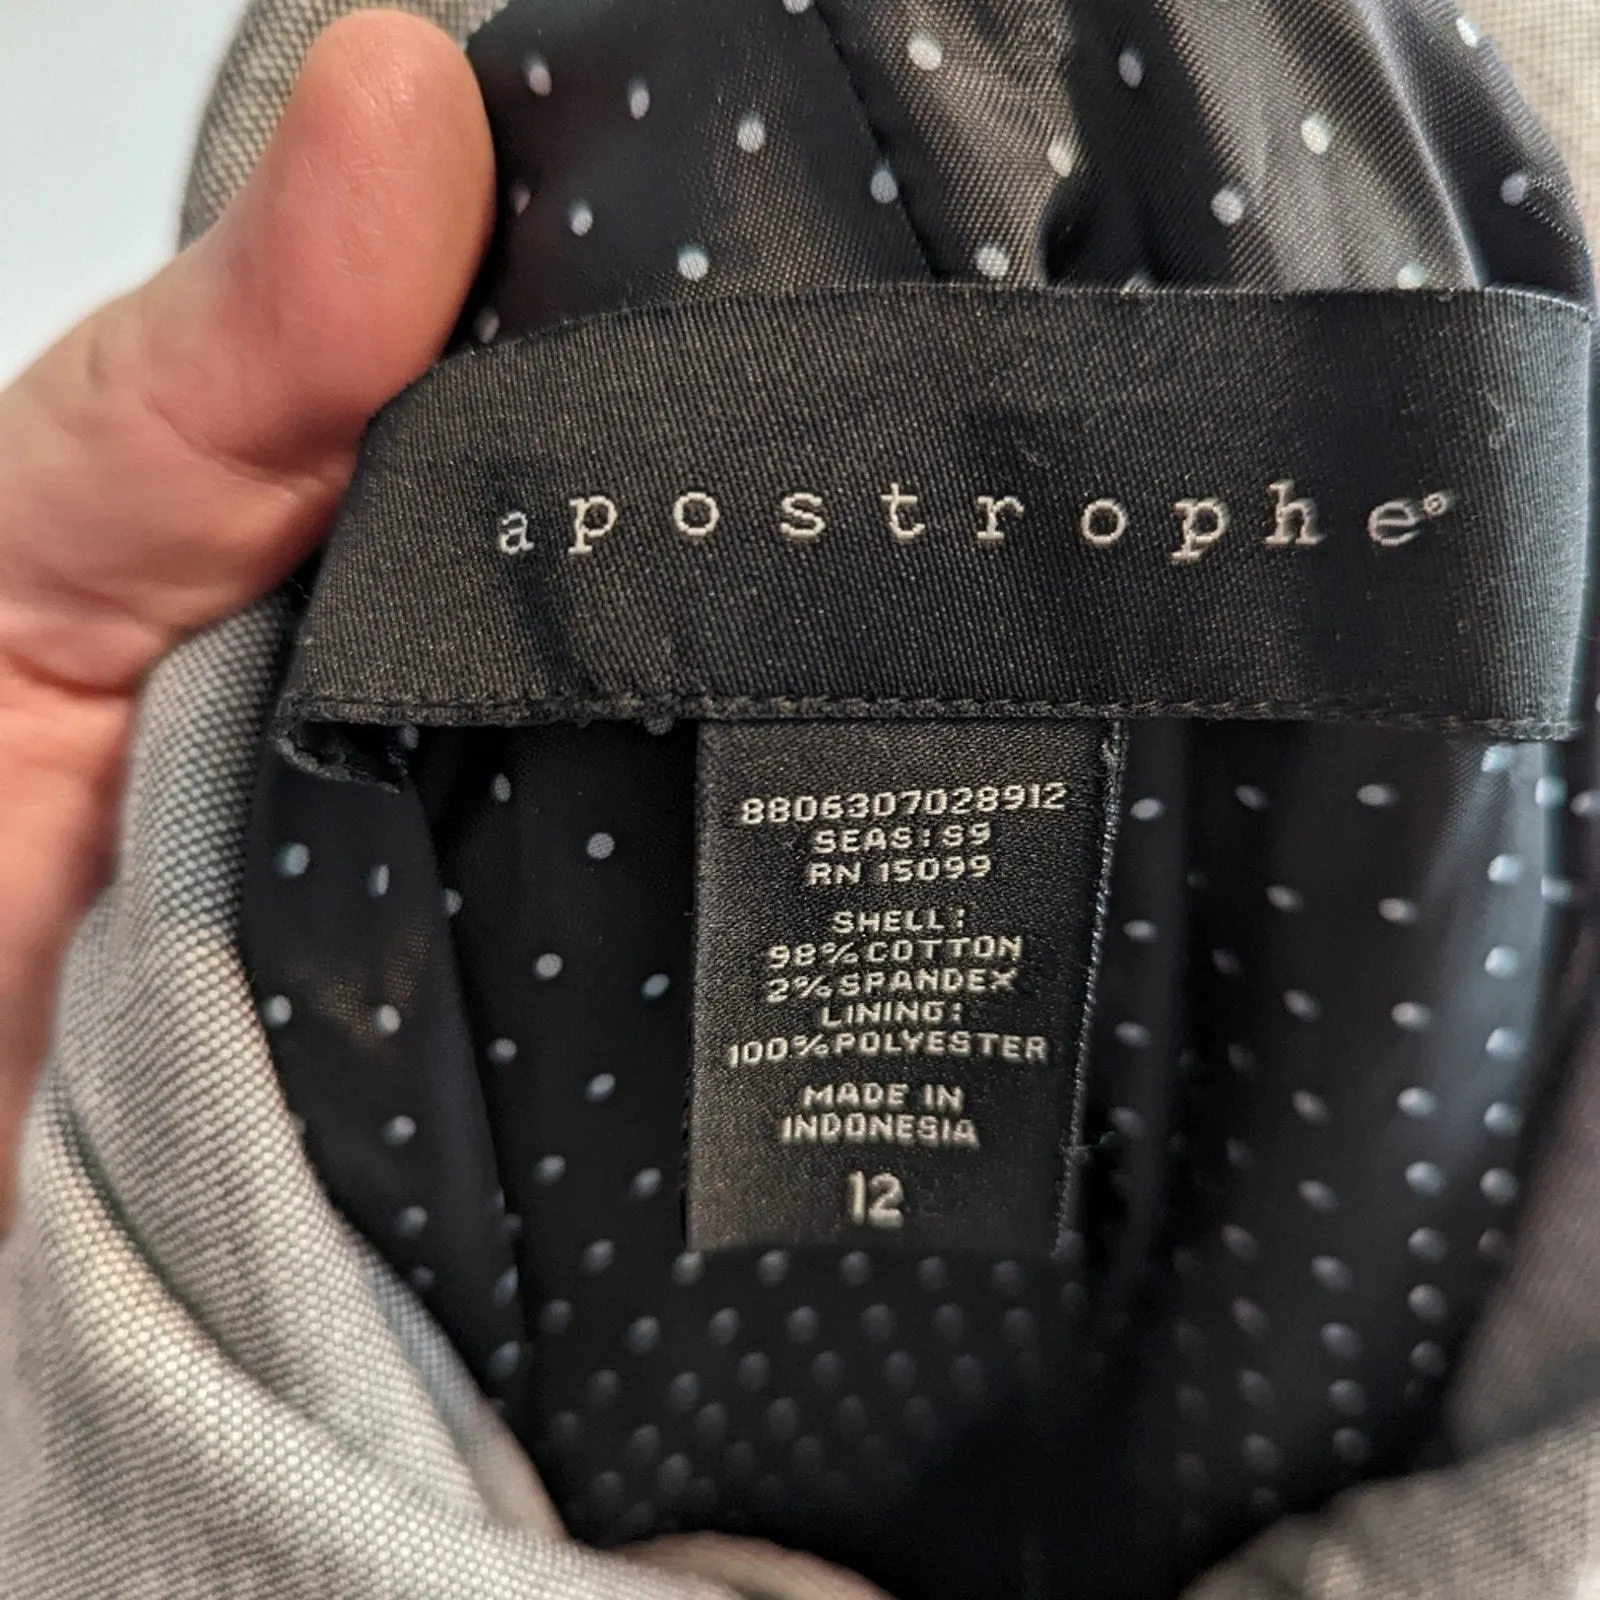 apostrophe®
8806307028912
SEAS: S9
RN 15099
SHELL:
98% COTTON
2% SPANDEX
LINING:
100% POLYESTER
MADE IN
INDONESIA
12